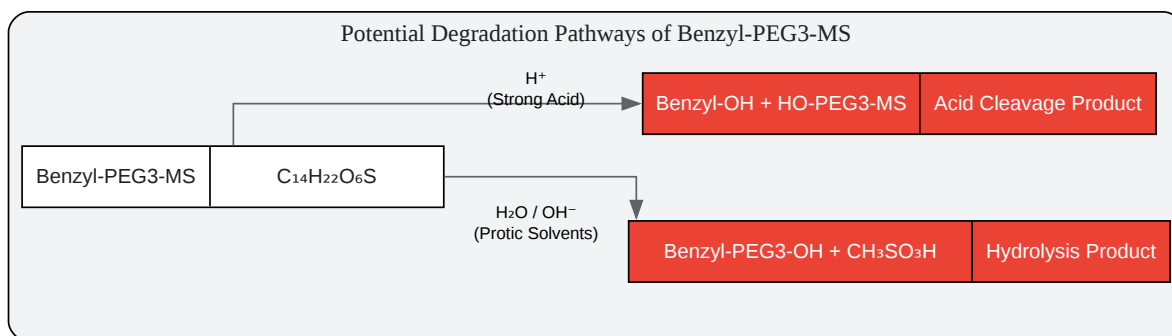 Potential Degradation Pathways of Benzyl-PEG3-MS
H⁺
(Strong Acid)
Benzyl-OH + HO-PEG3-MS
Acid Cleavage Product
Benzyl-PEG3-MS
C₁₄H₂₂O₆S
H₂O / OH⁻
(Protic Solvents)
Benzyl-PEG3-OH + CH₃SO₃H
Hydrolysis Product